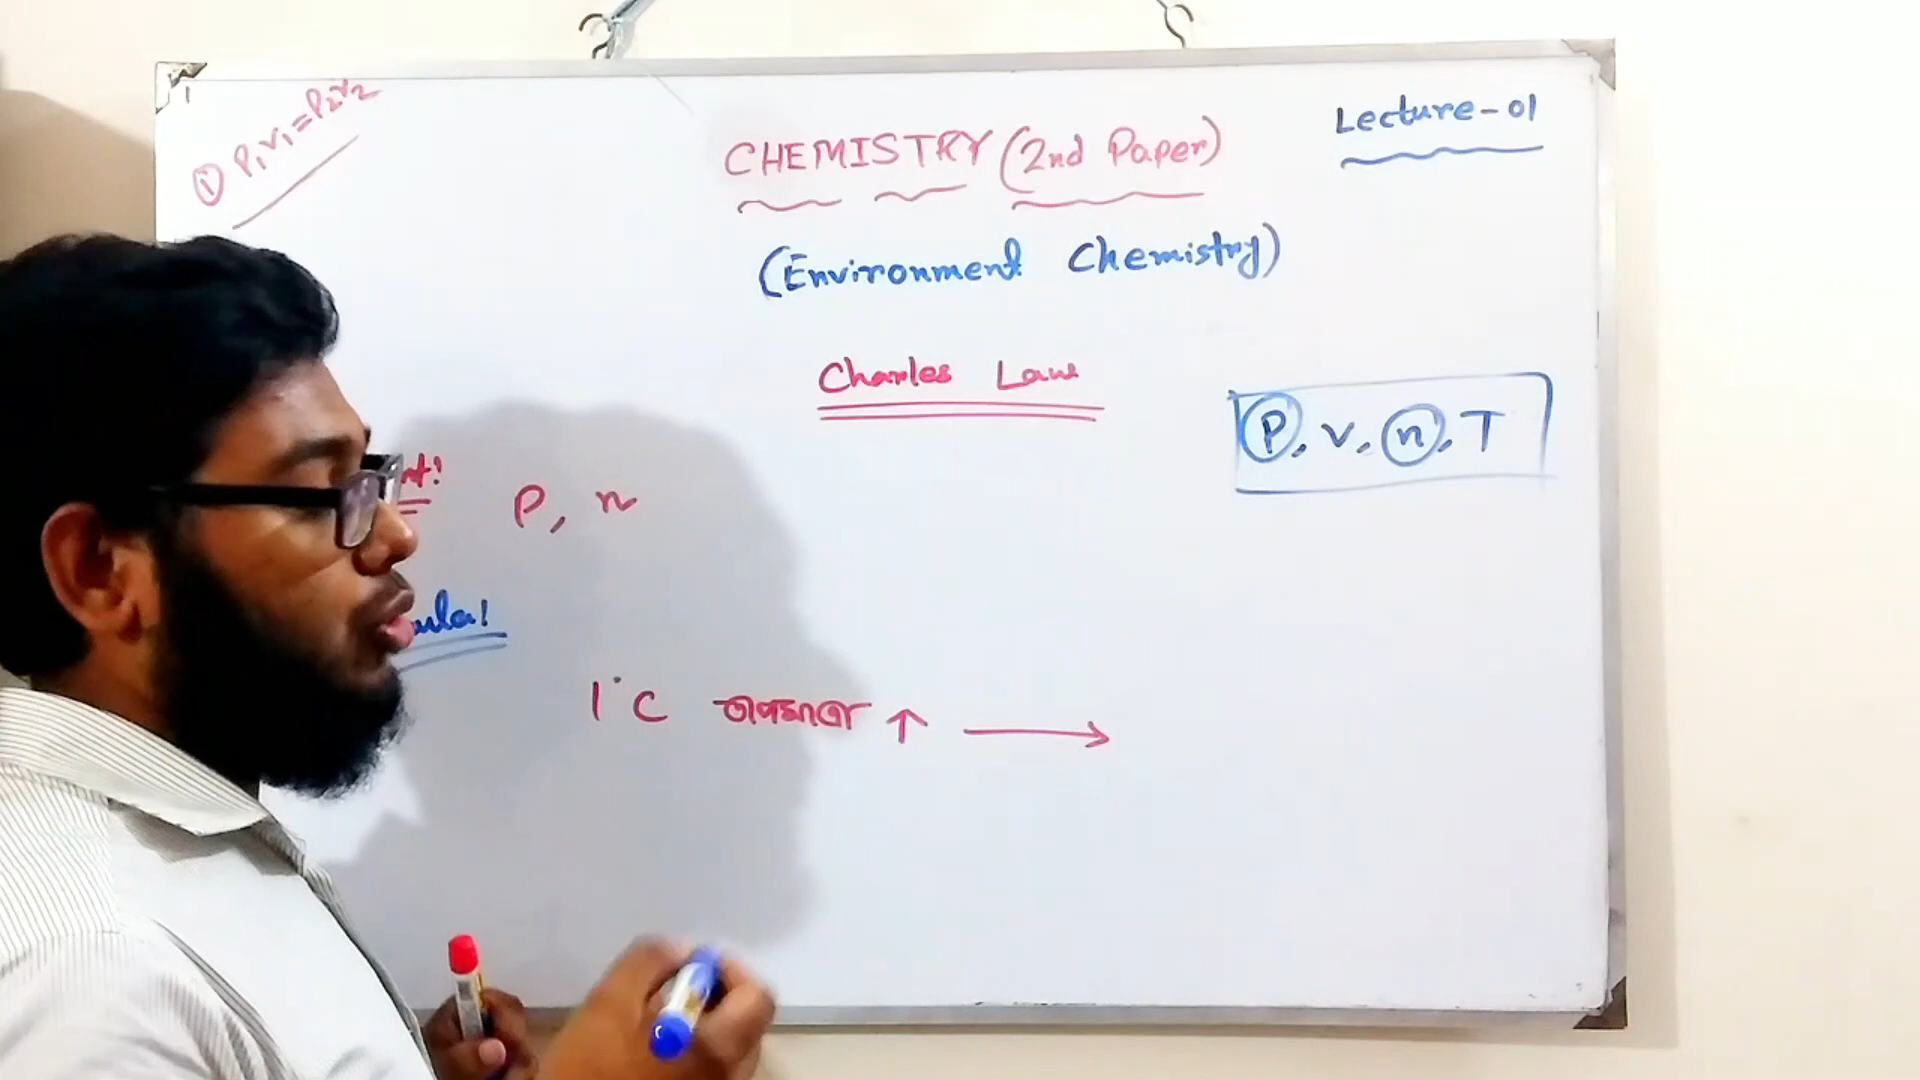 ① P₁V₁=P₂V₂
CHEMISTRY (2nd Paper)
Lecture-01
(Environment Chemistry)
Charles Law
P, V, n, T
P, n
1°C তাপমাত্রা ↑ →